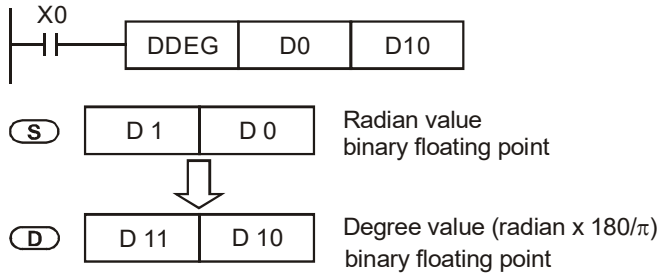 X0
DDEG D0 D10
S D 1 D 0 Radian value
binary floating point
D D 11 D 10 Degree value (radian x 180/π)
binary floating point